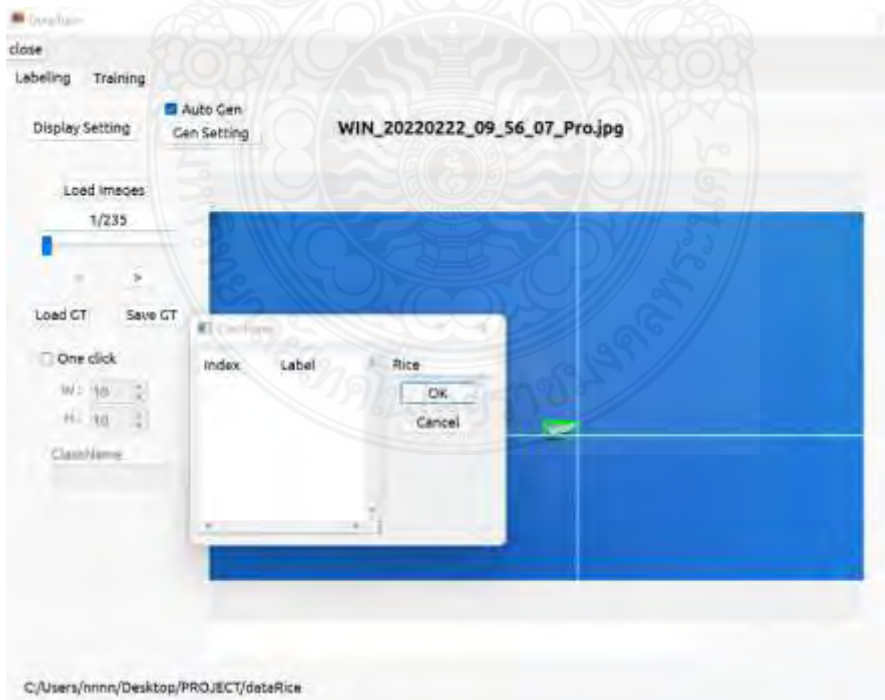 close
Labeling Training
Auto Gen
Display Setting Gen Setting
WIN_20220222_09_56_07_Pro.jpg
Load Images
1/235
< >
Load GT Save GT
One click
W: 10
H: 10
ClassName
Index Label Rice
OK
Cancel
C:/Users/nnnn/Desktop/PROJECT/dataRice